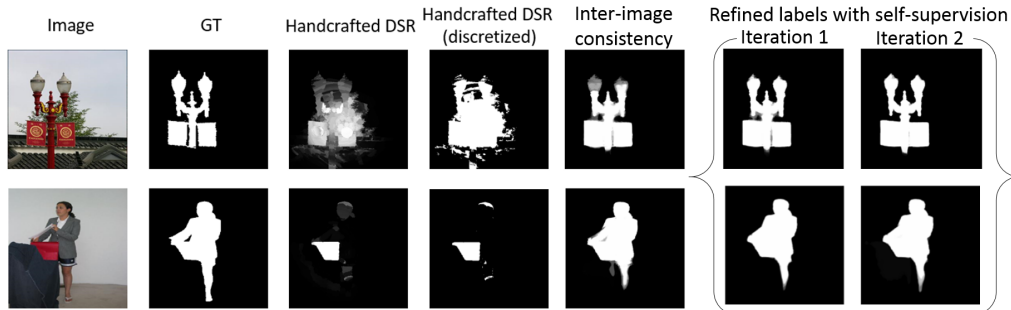 Image
GT
Handcrafted DSR
Handcrafted DSR
(discretized)
Inter-image
consistency
Refined labels with self-supervision
Iteration 1
Iteration 2